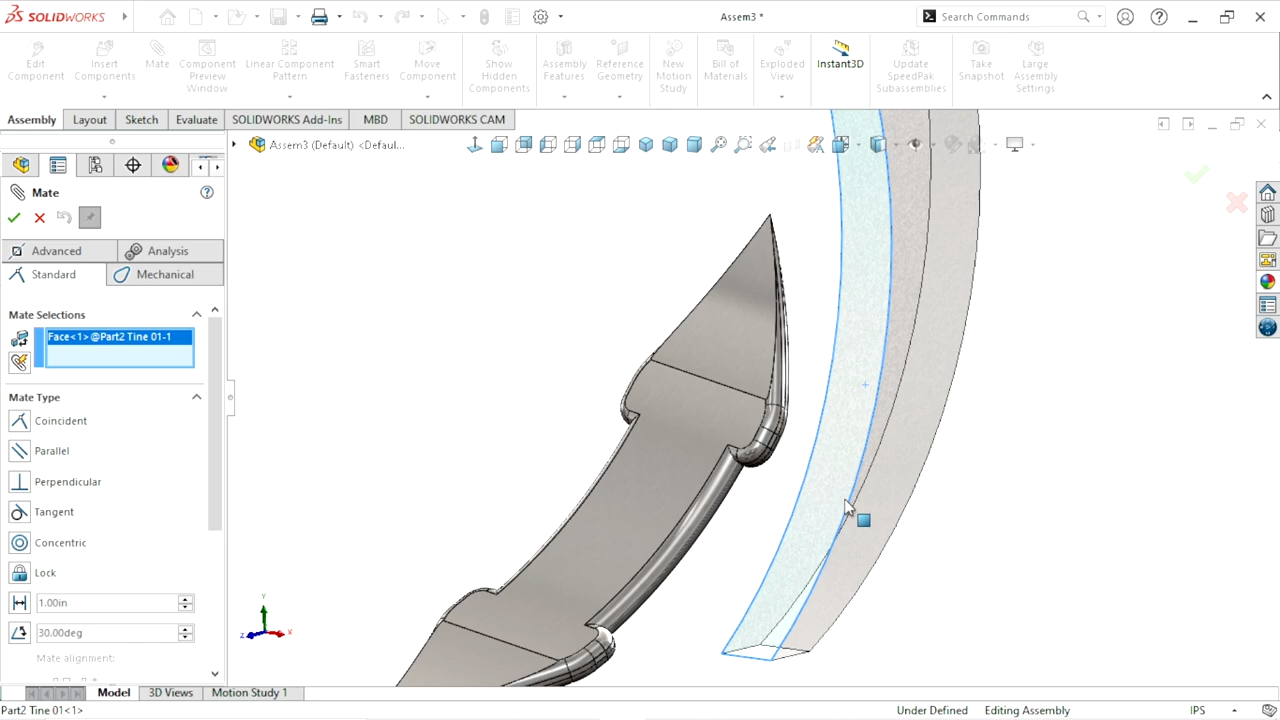 SOLIDWORKS
Assem3 *
Search Commands
Edit Component
Insert Components
Mate
Component Preview Window
Linear Component Pattern
Smart Fasteners
Move Component
Show Hidden Components
Assembly Features
Reference Geometry
New Motion Study
Bill of Materials
Exploded View
Instant3D
Update SpeedPak Subassemblies
Take Snapshot
Large Assembly Settings
Assembly
Layout
Sketch
Evaluate
SOLIDWORKS Add-Ins
MBD
SOLIDWORKS CAM
Assem3 (Default) <Defaul...
Mate
Advanced
Analysis
Standard
Mechanical
Mate Selections
Face<1>@Part2 Tine 01-1
Mate Type
Coincident
Parallel
Perpendicular
Tangent
Concentric
Lock
1.00in
30.00deg
Mate alignment:
Y
Z
X
Model
3D Views
Motion Study 1
Part2 Tine 01<1>
Under Defined
Editing Assembly
IPS